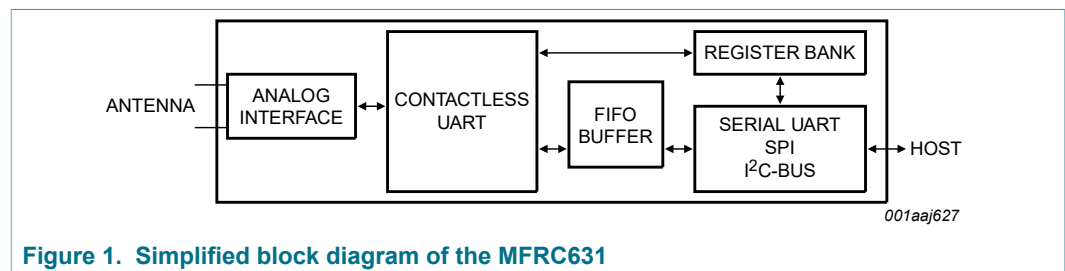 ANTENNA
ANALOG
INTERFACE
CONTACTLESS
UART
FIFO
BUFFER
REGISTER BANK
SERIAL UART
SPI
I²C-BUS
HOST
001aaj627
Figure 1. Simplified block diagram of the MFRC631